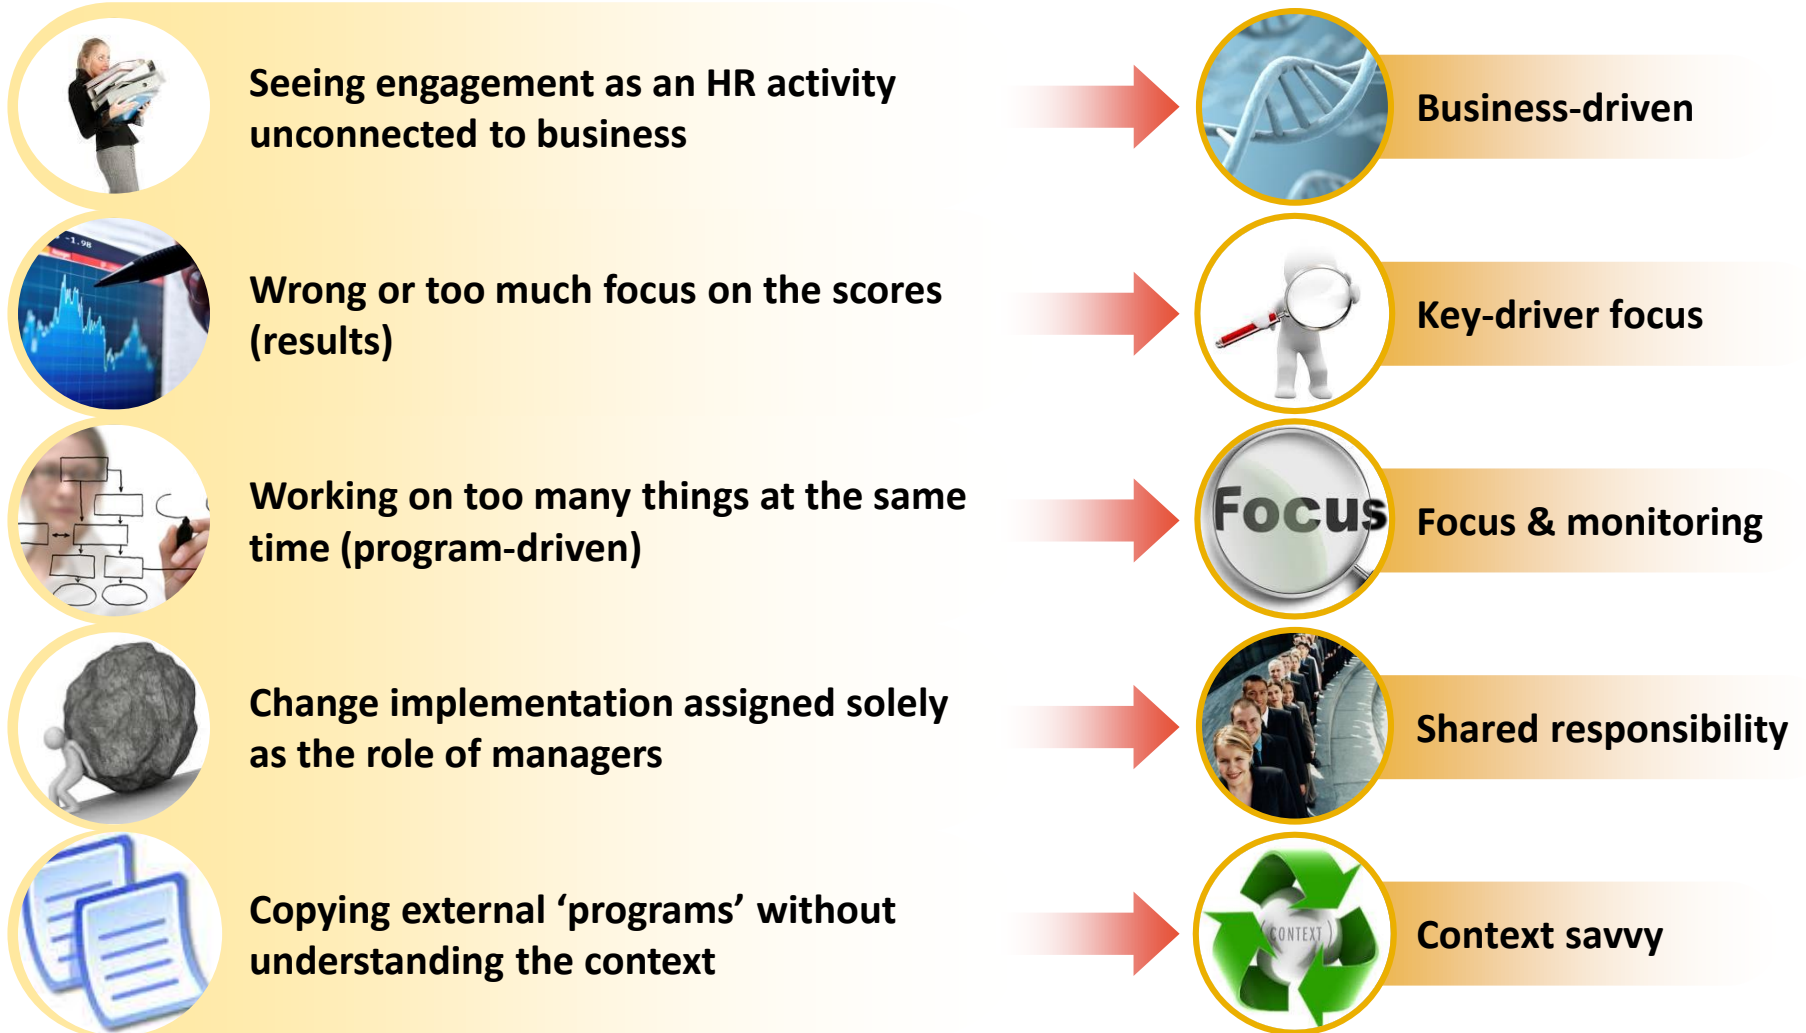 Seeing engagement as an HR activity
unconnected to business
Business-driven
-1.98
Wrong or too much focus on the scores
(results)
Key-driver focus
Working on too many things at the same
time (program-driven)
Focus
Focus & monitoring
Change implementation assigned solely
as the role of managers
Shared responsibility
Copying external ‘programs’ without
understanding the context
(CONTEXT)
Context savvy